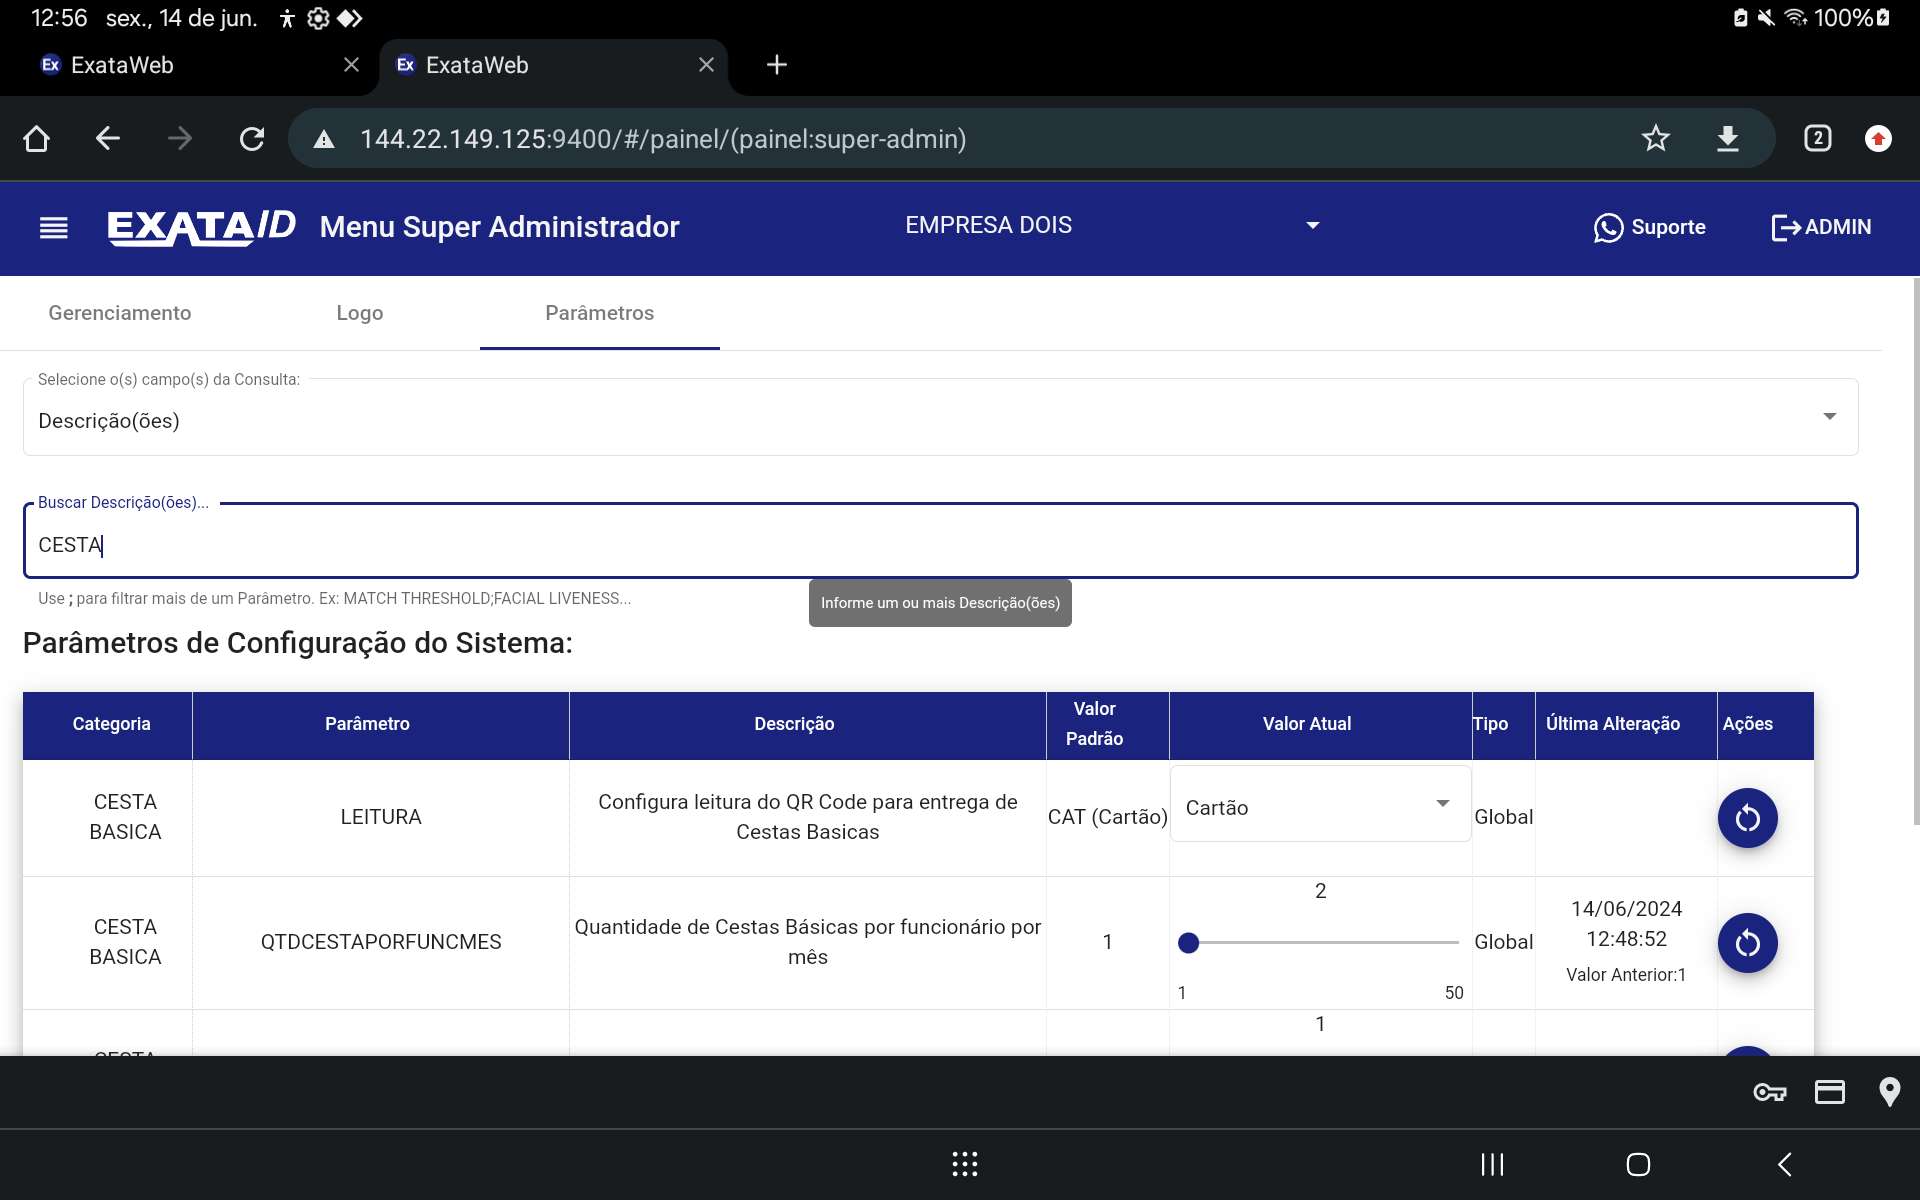 12:56 sex., 14 de jun. 100%
Ex ExataWeb Ex ExataWeb
144.22.149.125:9400/#/painel/(painel:super-admin) 2
EXATA/ID Menu Super Administrador EMPRESA DOIS Suporte ADMIN
Gerenciamento Logo Parâmetros
Selecione o(s) campo(s) da Consulta:
Descrição(ões)
Buscar Descrição(ões)...
CESTA
Use ; para filtrar mais de um Parâmetro. Ex: MATCH THRESHOLD;FACIAL LIVENESS...
Informe um ou mais Descrição(ões)
Parâmetros de Configuração do Sistema:
Categoria Parâmetro Descrição Valor Padrão Valor Atual Tipo Última Alteração Ações
CESTA BASICA LEITURA Configura leitura do QR Code para entrega de Cestas Basicas CAT (Cartão) Cartão Global
CESTA BASICA QTDCESTAPORFUNCMES Quantidade de Cestas Básicas por funcionário por mês 1 2 1 50 Global 14/06/2024 12:48:52 Valor Anterior:1
CESTA 1